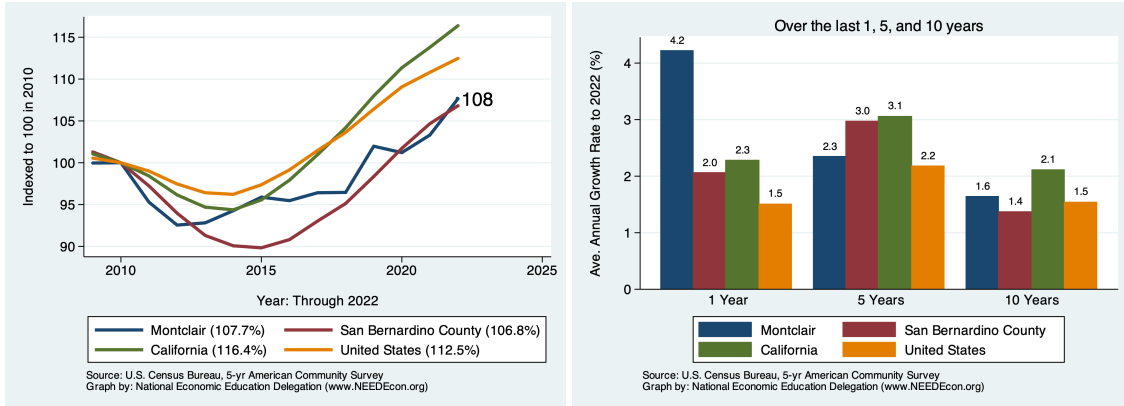 Indexed to 100 in 2010
115
110
105
100
95
90
108
2010
2015
2020
2025
Year: Through 2022
Montclair (107.7%)
San Bernardino County (106.8%)
California (116.4%)
United States (112.5%)
Source: U.S. Census Bureau, 5-yr American Community Survey
Graph by: National Economic Education Delegation (www.NEEDEcon.org)
Over the last 1, 5, and 10 years
Ave. Annual Growth Rate to 2022 (%)
4
3
2
1
0
4.2
2.0
2.3
1.5
2.3
3.0
3.1
2.2
1.6
1.4
2.1
1.5
1 Year
5 Years
10 Years
Montclair
San Bernardino County
California
United States
Source: U.S. Census Bureau, 5-yr American Community Survey
Graph by: National Economic Education Delegation (www.NEEDEcon.org)